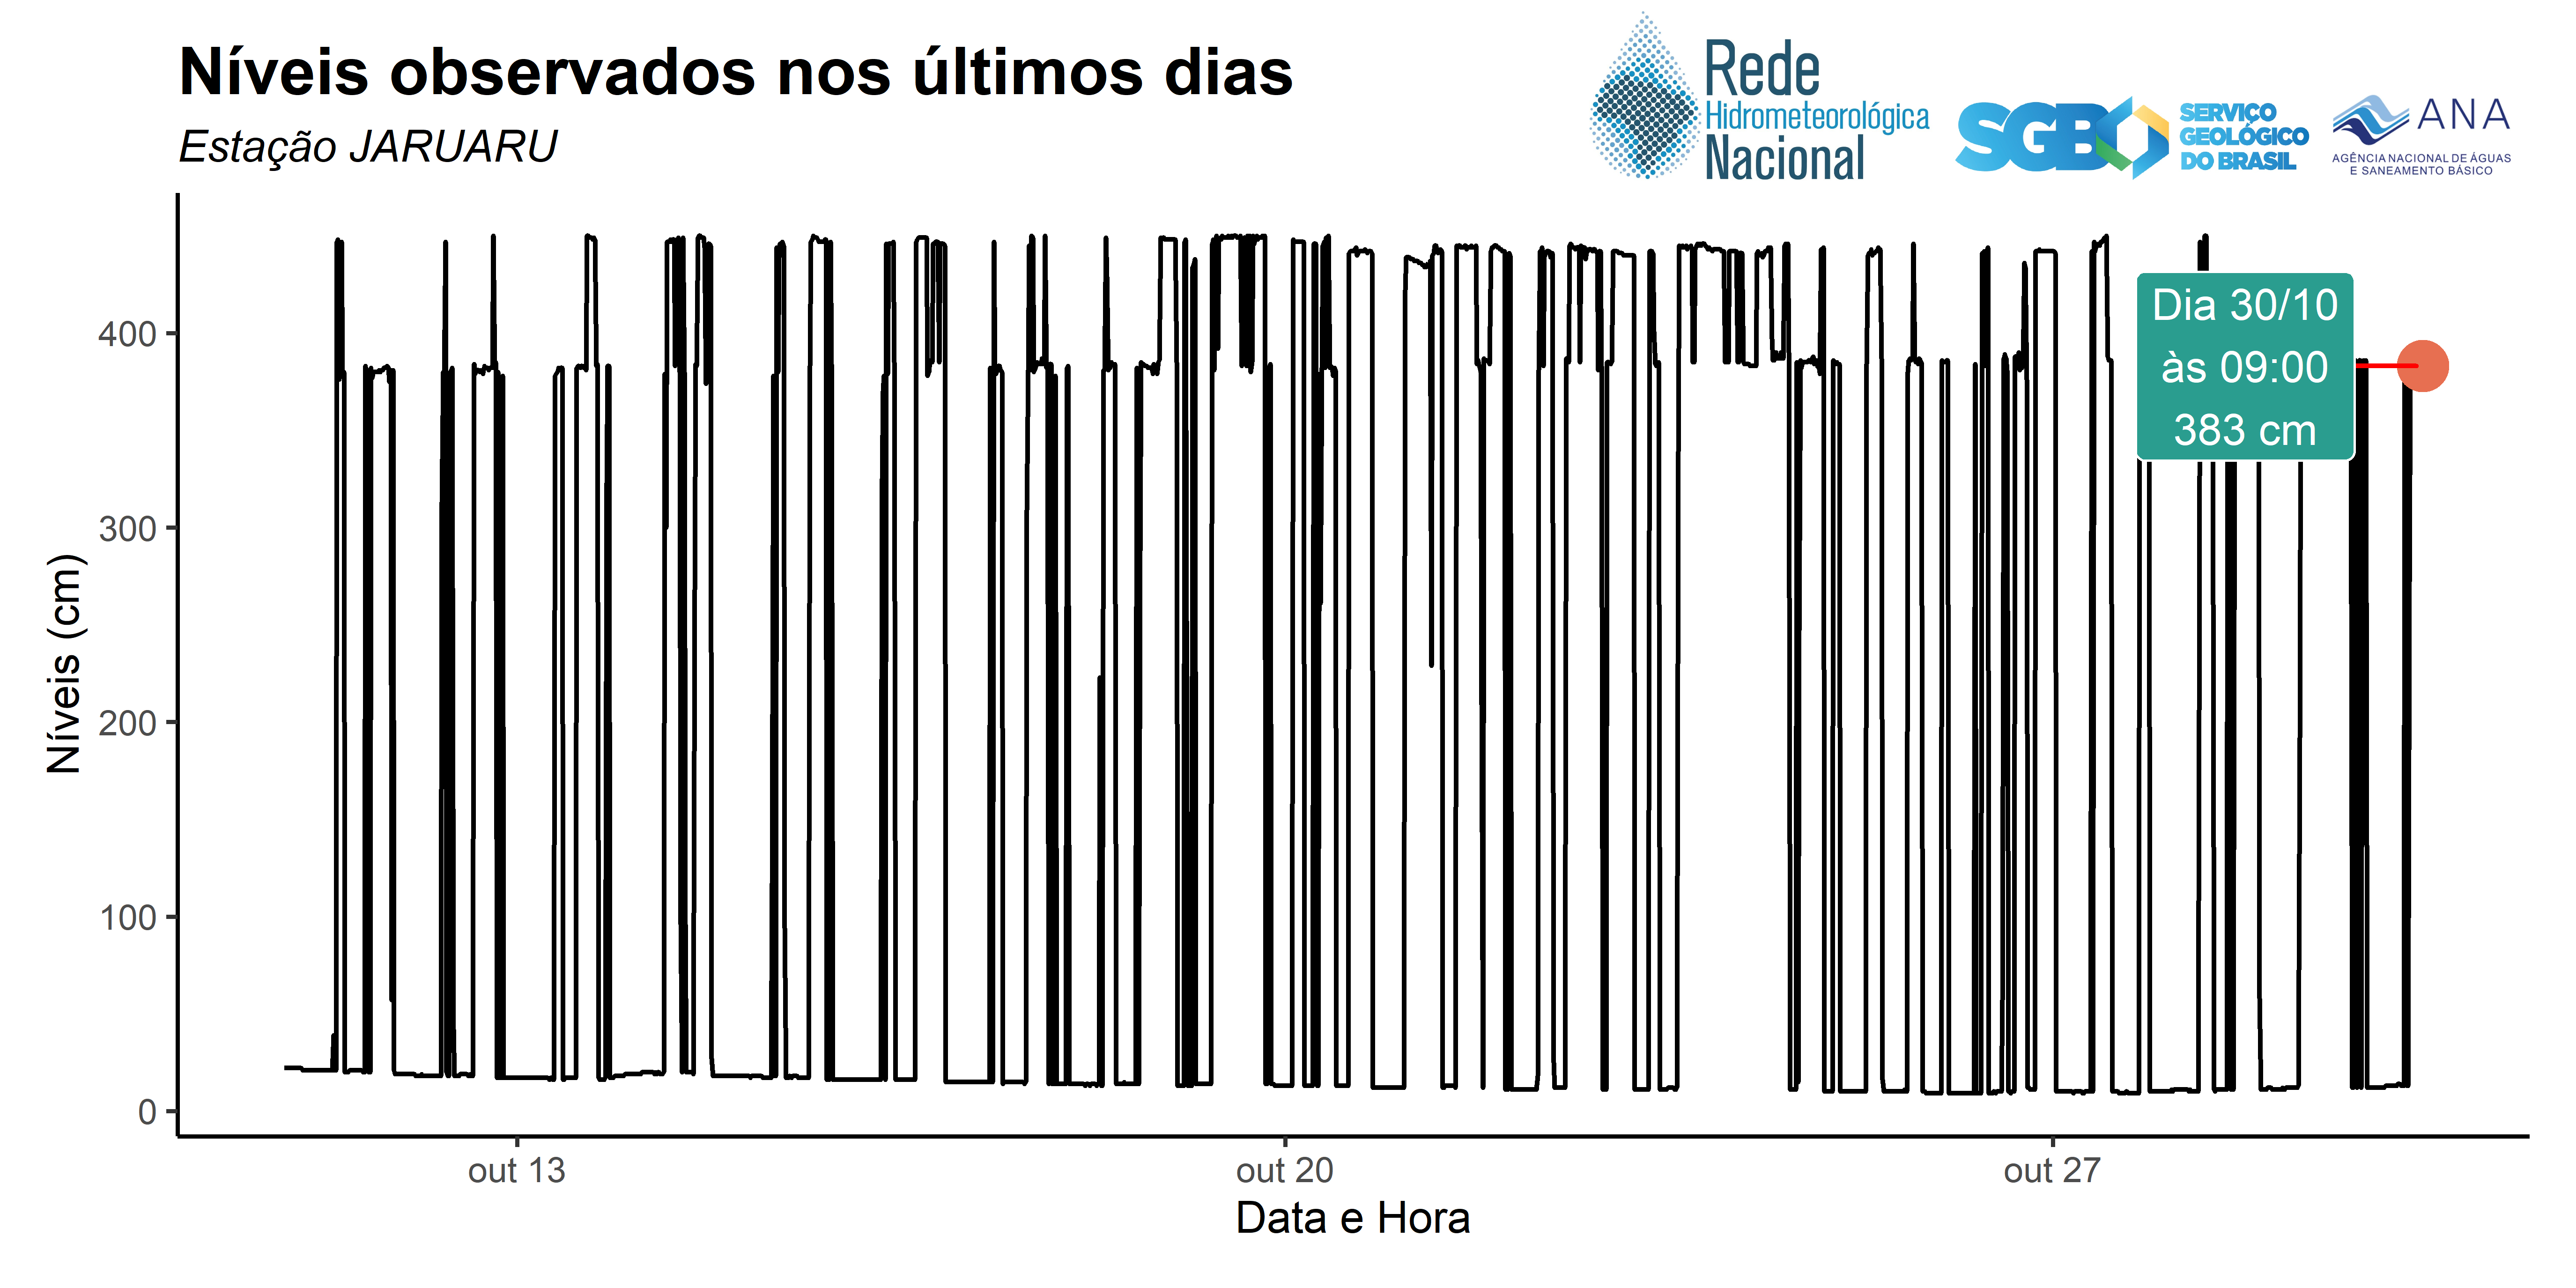 Níveis observados nos últimos dias
Estação JARUARU
Rede
Hidrometeorológica
Nacional
SGB
SERVIÇO
GEOLÓGICO
DO BRASIL
ANA
AGÊNCIA NACIONAL DE ÁGUAS
E SANEAMENTO BÁSICO
Níveis (cm)
400
300
200
100
0
Dia 30/10
às 09:00
383 cm
out 13
out 20
out 27
Data e Hora